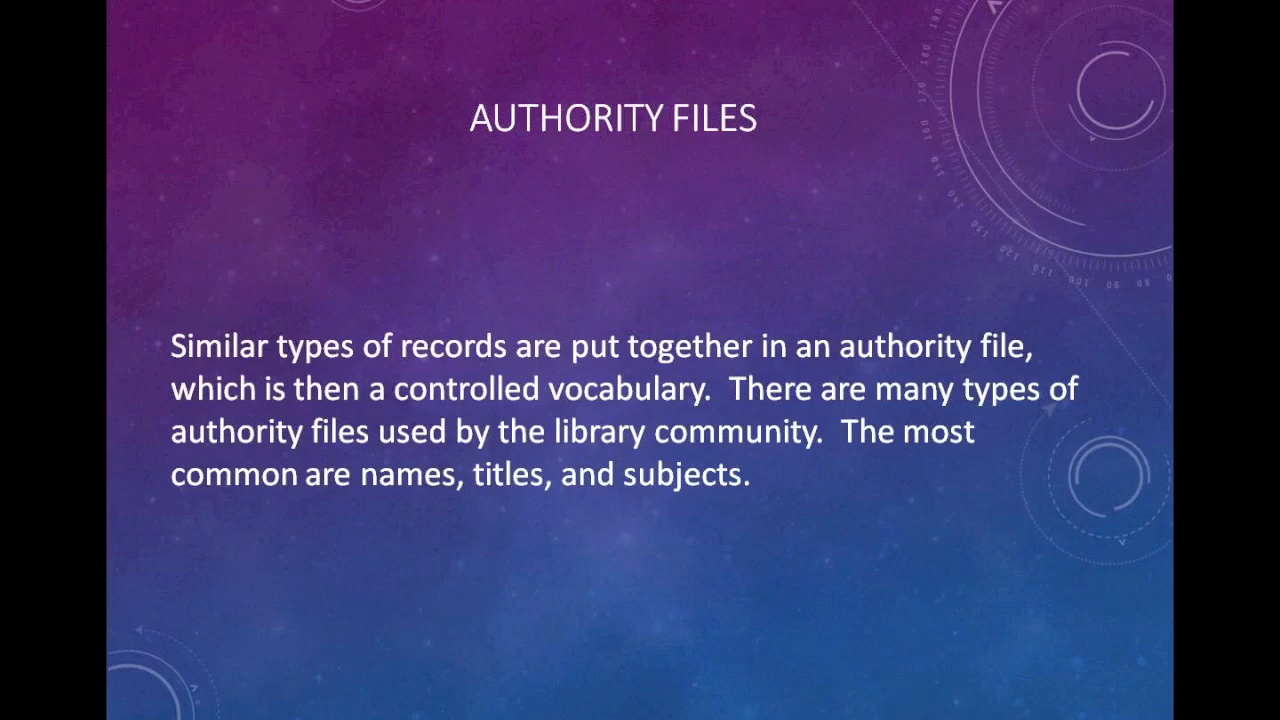 AUTHORITY FILES
Similar types of records are put together in an authority file,
which is then a controlled vocabulary.  There are many types of
authority files used by the library community.  The most
common are names, titles, and subjects.